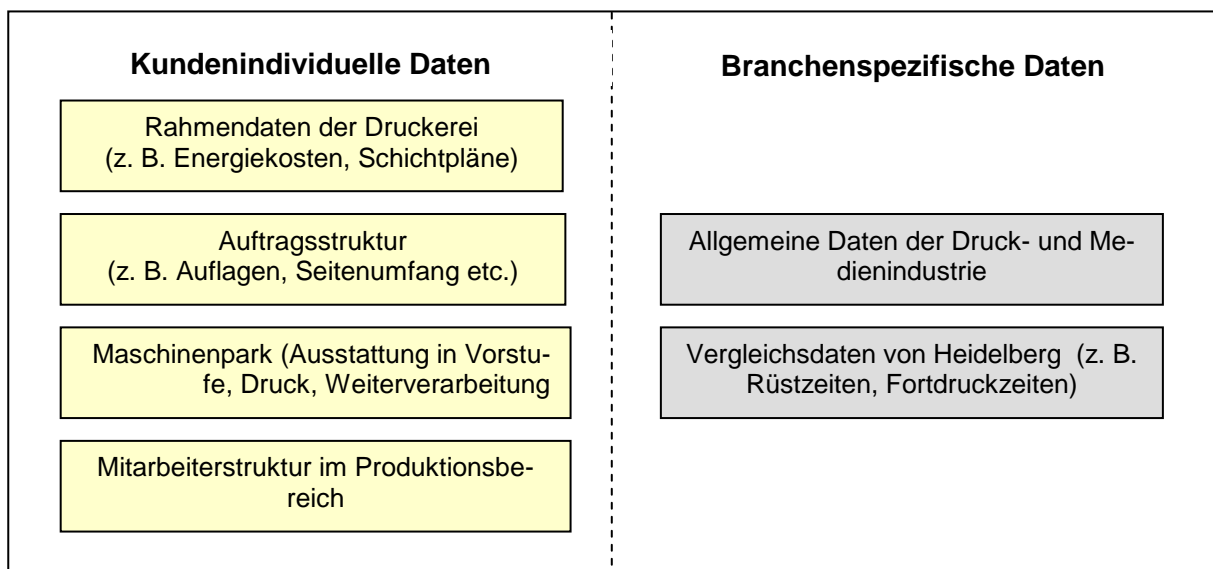 Kundenindividuelle Daten
Rahmendaten der Druckerei
(z. B. Energiekosten, Schichtpläne)
Auftragsstruktur
(z. B. Auflagen, Seitenumfang etc.)
Maschinenpark (Ausstattung in Vorstu-
fe, Druck, Weiterverarbeitung
Mitarbeiterstruktur im Produktionsbe-
reich
Branchenspezifische Daten
Allgemeine Daten der Druck- und Me-
dienindustrie
Vergleichsdaten von Heidelberg (z. B.
Rüstzeiten, Fortdruckzeiten)